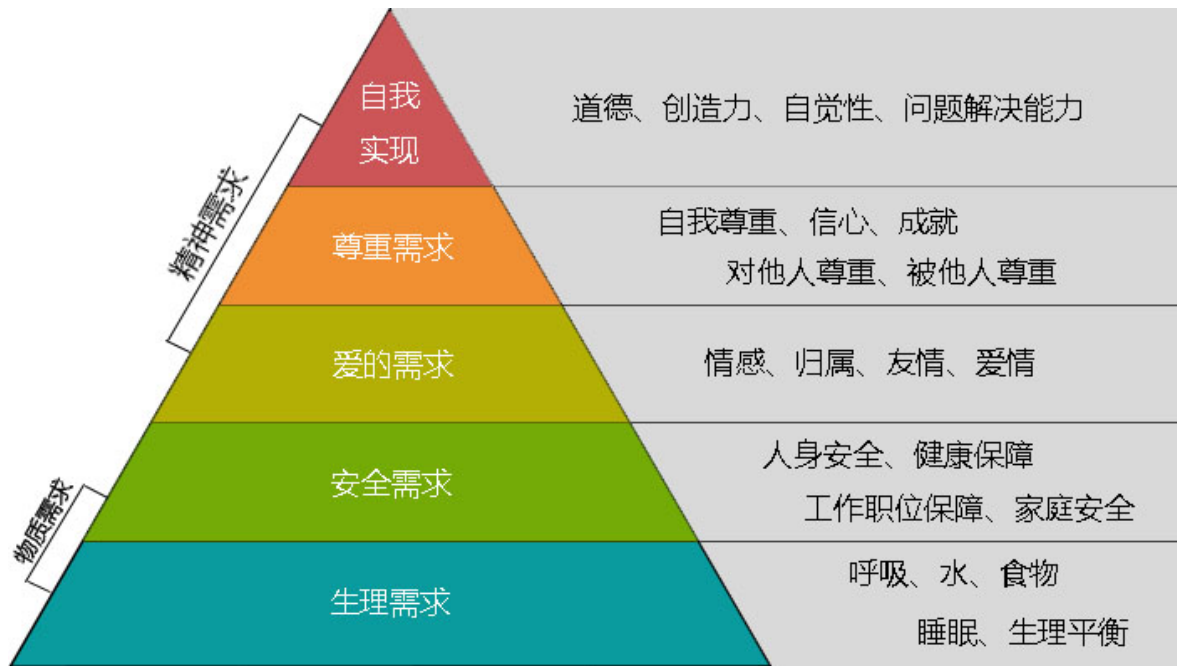 自我
实现
道德、创造力、自觉性、问题解决能力
精神需求
尊重需求
自我尊重、信心、成就
对他人尊重、被他人尊重
爱的需求
情感、归属、友情、爱情
物质需求
安全需求
人身安全、健康保障
工作职位保障、家庭安全
生理需求
呼吸、水、食物
睡眠、生理平衡